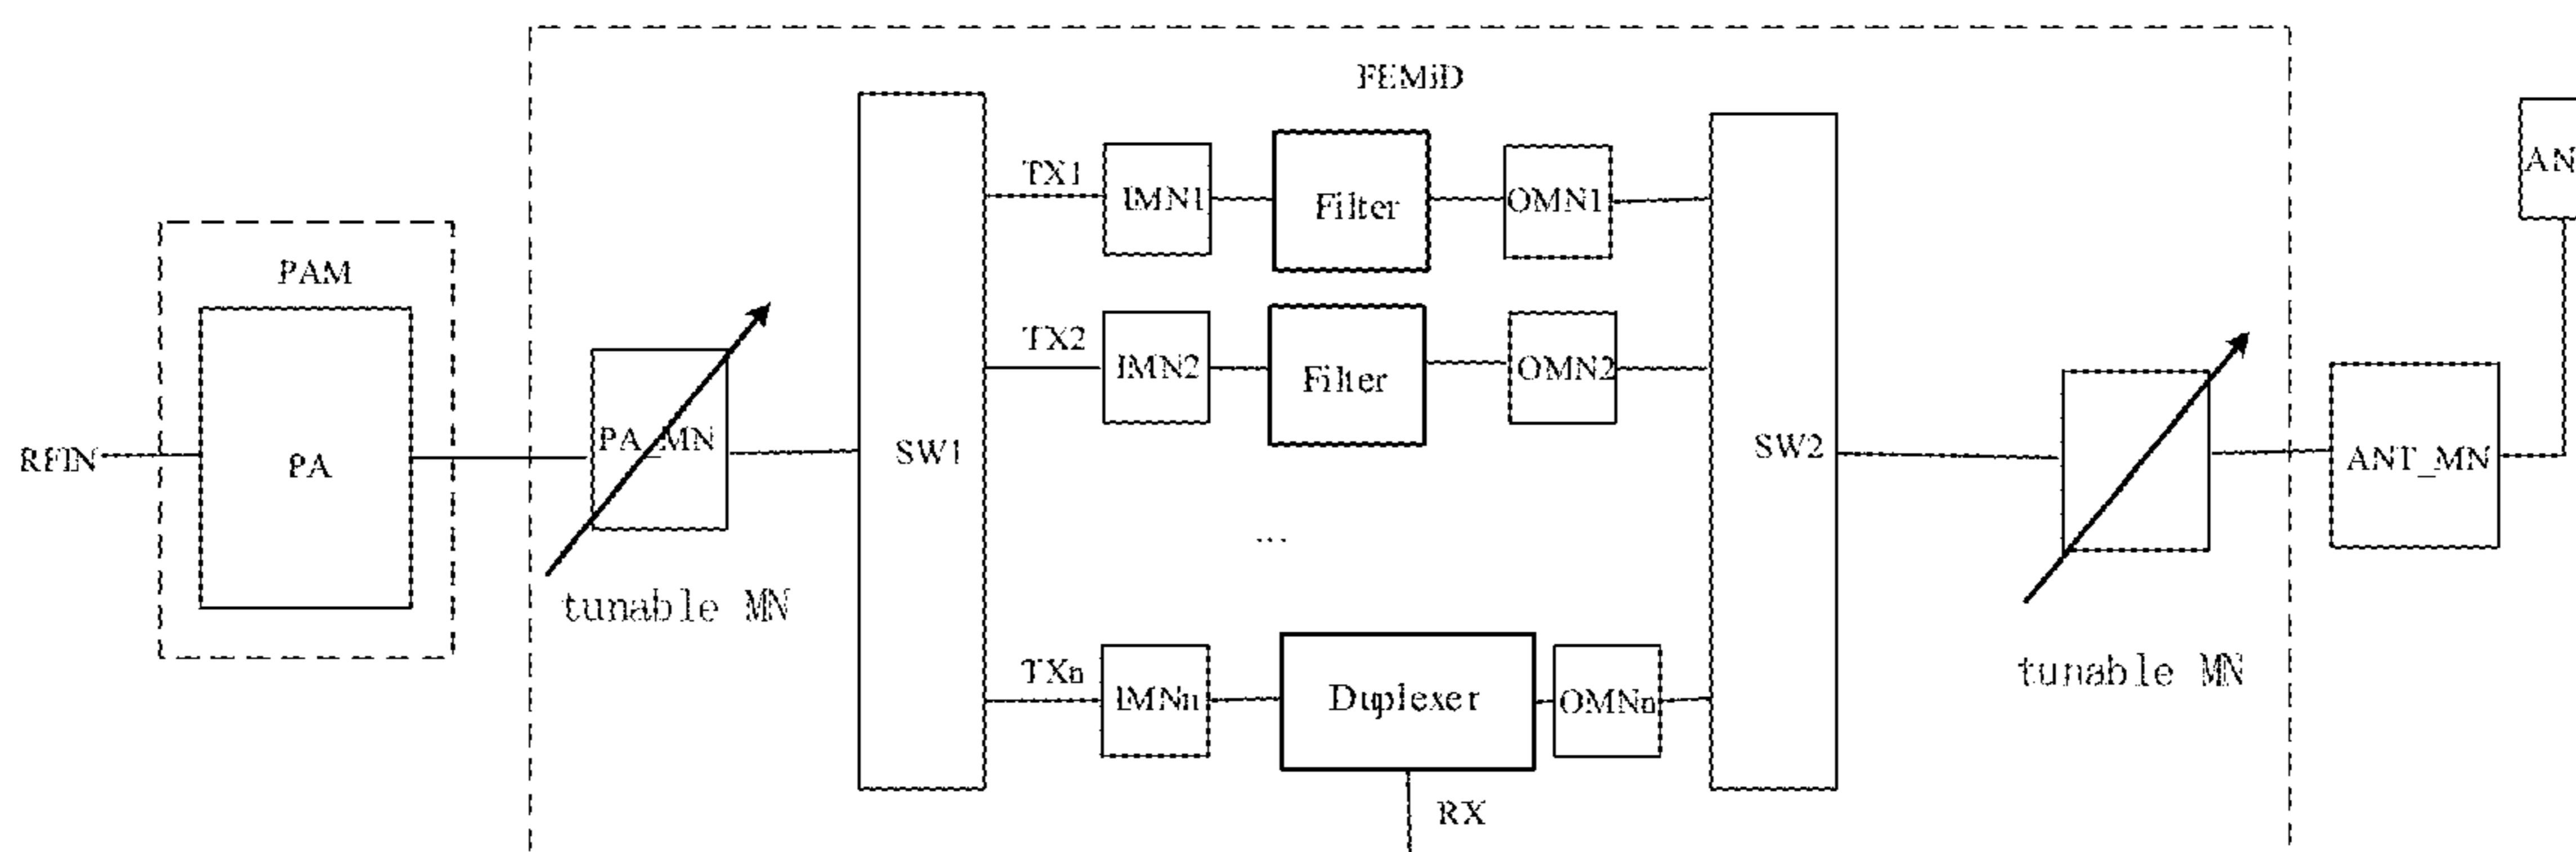 FEMiD
TX1
IMN1
Filter
OMN1
PAM
TX2
IMN2
Filter
OMN2
RFIN
PA
PA_MN
SW1
SW2
ANT_MN
...
tunable MN
TXn
IMNn
Duplexer
OMNn
tunable MN
RX